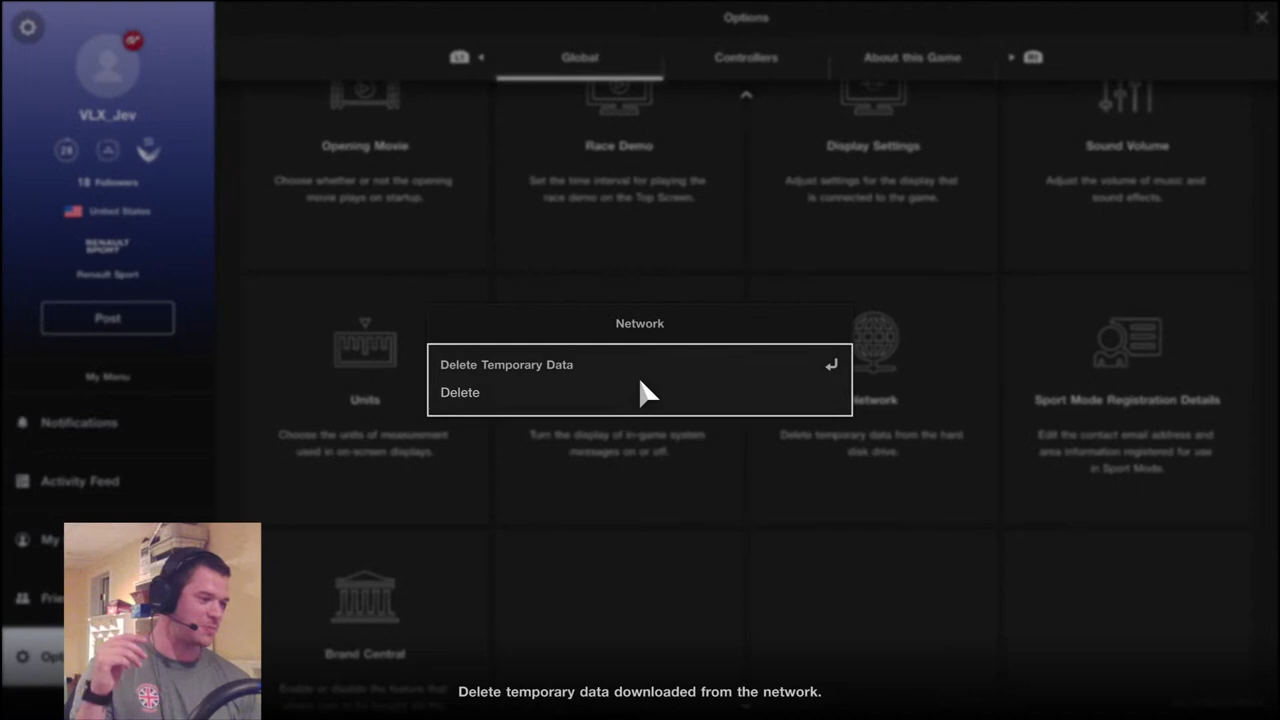 Options
Global
Controllers
About this Game
VLX_Jev
28
18 Followers
United States
RENAULT SPORT
Renault Sport
Post
My Menu
Notifications
Activity Feed
My
Opening Movie
Choose whether or not the opening
movie plays on startup.
Race Demo
Set the time interval for playing the
race demo on the Top Screen.
Display Settings
Adjust settings for the display that
is connected to the game.
Sound Volume
Adjust the volume of music and
sound effects.
Network
Delete Temporary Data
Delete
Units
Choose the units of measurement
used in on-screen displays.
Turn the display of in-game system
messages on or off.
Network
Delete temporary data from the hard
disk drive.
Sport Mode Registration Details
Edit the contact email address and
area information registered for use
in Sport Mode.
Brand Central
Delete temporary data downloaded from the network.